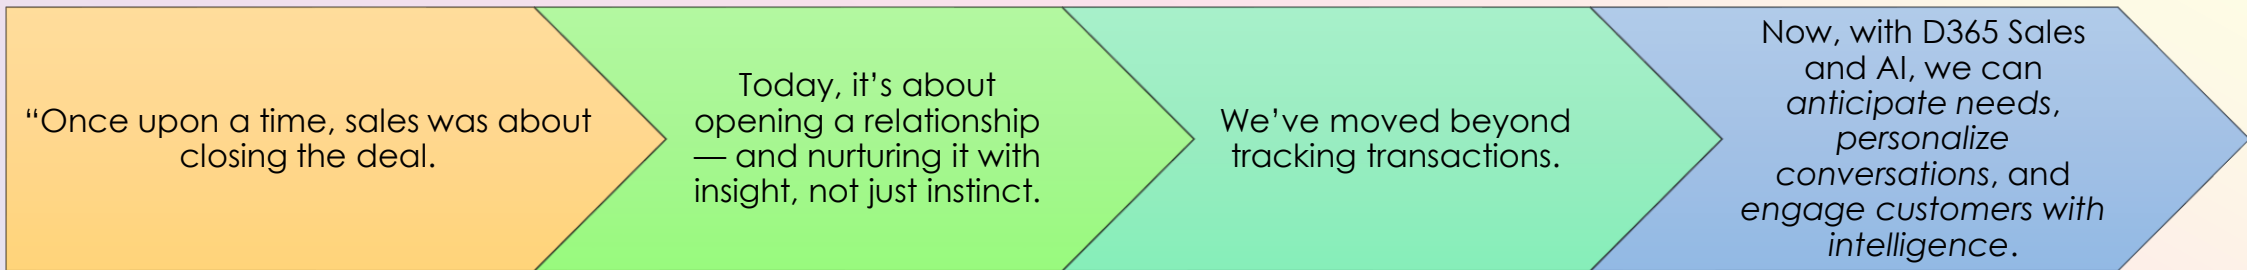 “Once upon a time, sales was about
closing the deal.
Today, it’s about
opening a relationship
— and nurturing it with
insight, not just instinct.
We’ve moved beyond
tracking transactions.
Now, with D365 Sales
and AI, we can
anticipate needs,
personalize
conversations, and
engage customers with
intelligence.